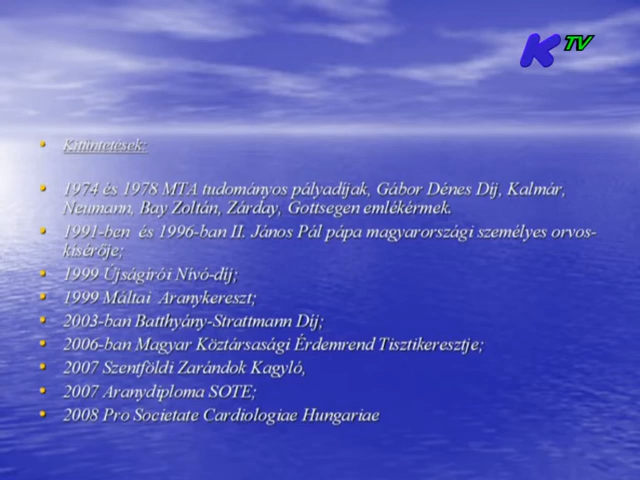 K TV
Kitüntetések:
1974 és 1978 MTA tudományos pályadíjak, Gábor Dénes Díj, Kalmár,
Neumann, Bay Zoltán, Zárday, Gottsegen emlékérmek.
1991-ben és 1996-ban II. János Pál pápa magyarországi személyes orvos-
kísérője;
1999 Újságírói Nívó-díj;
1999 Máltai Aranykereszt;
2003-ban Batthyány-Strattmann Díj;
2006-ban Magyar Köztársasági Érdemrend Tisztikeresztje;
2007 Szentföldi Zarándok Kagyló,
2007 Aranydiploma SOTE;
2008 Pro Societate Cardiologiae Hungariae